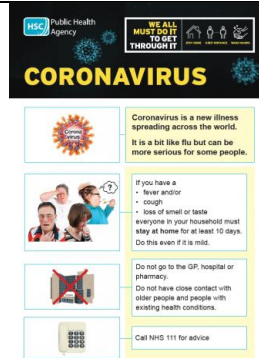 HSC Public Health
Agency
WE ALL
MUST DO IT
TO GET
THROUGH IT
CORONAVIRUS
Corona
virus
Coronavirus is a new illness
spreading across the world.
It is a bit like flu but can be
more serious for some people.
?
If you have a
• fever and/or
• cough
• loss of smell or taste
everyone in your household must
stay at home for at least 10 days.
Do this even if it is mild.
Do not go to the GP, hospital or
pharmacy.
Do not have close contact with
older people and people with
existing health conditions.
Call NHS 111 for advice